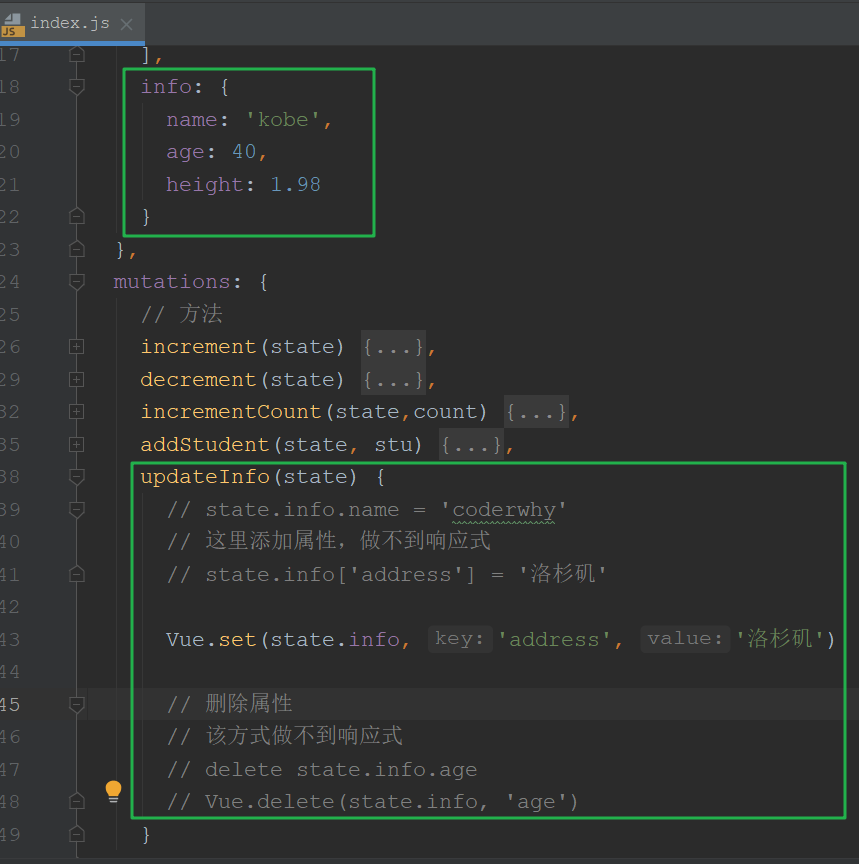 JS index.js
17 ],
18 info: {
19 name: 'kobe',
20 age: 40,
21 height: 1.98
22 }
23 },
24 mutations: {
25 // 方法
26 increment(state) {...},
29 decrement(state) {...},
32 incrementCount(state,count) {...},
35 addStudent(state, stu) {...},
38 updateInfo(state) {
39 // state.info.name = 'coderwhy'
40 // 这里添加属性，做不到响应式
41 // state.info['address'] = '洛杉矶'
42
43 Vue.set(state.info, key: 'address', value: '洛杉矶')
44
45 // 删除属性
46 // 该方式做不到响应式
47 // delete state.info.age
48 // Vue.delete(state.info, 'age')
49 }